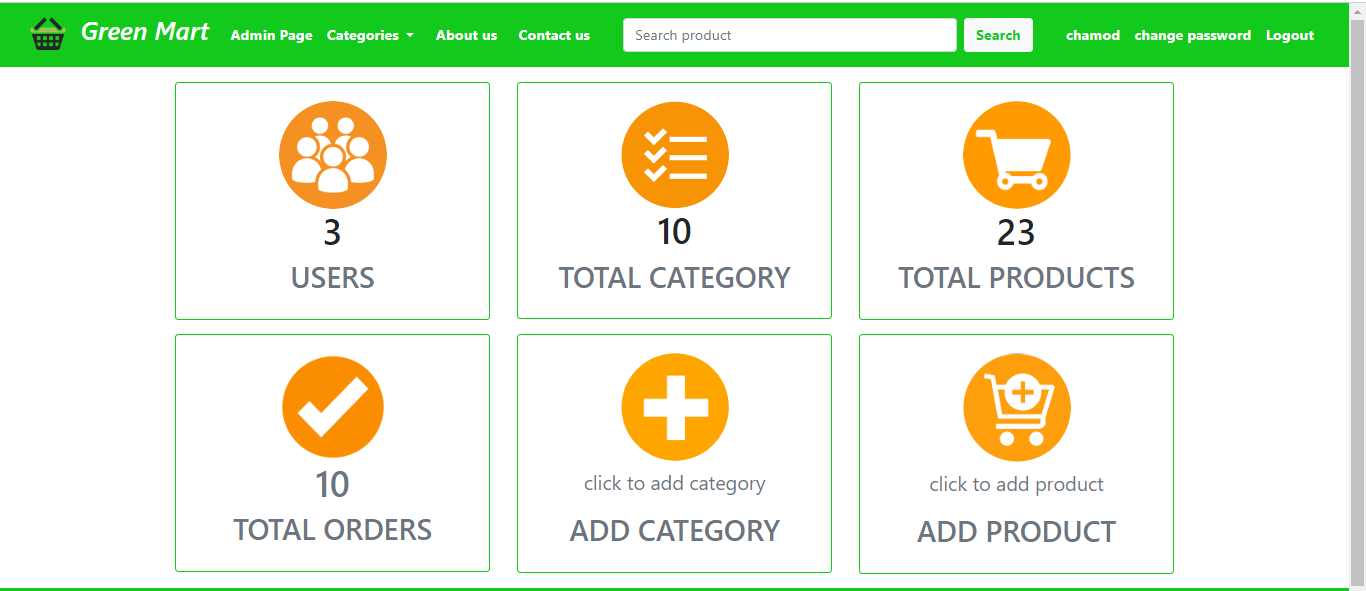 Green Mart Admin Page Categories About us Contact us Search product Search chamod change password Logout
3
USERS
10
TOTAL CATEGORY
23
TOTAL PRODUCTS
10
TOTAL ORDERS
click to add category
ADD CATEGORY
click to add product
ADD PRODUCT